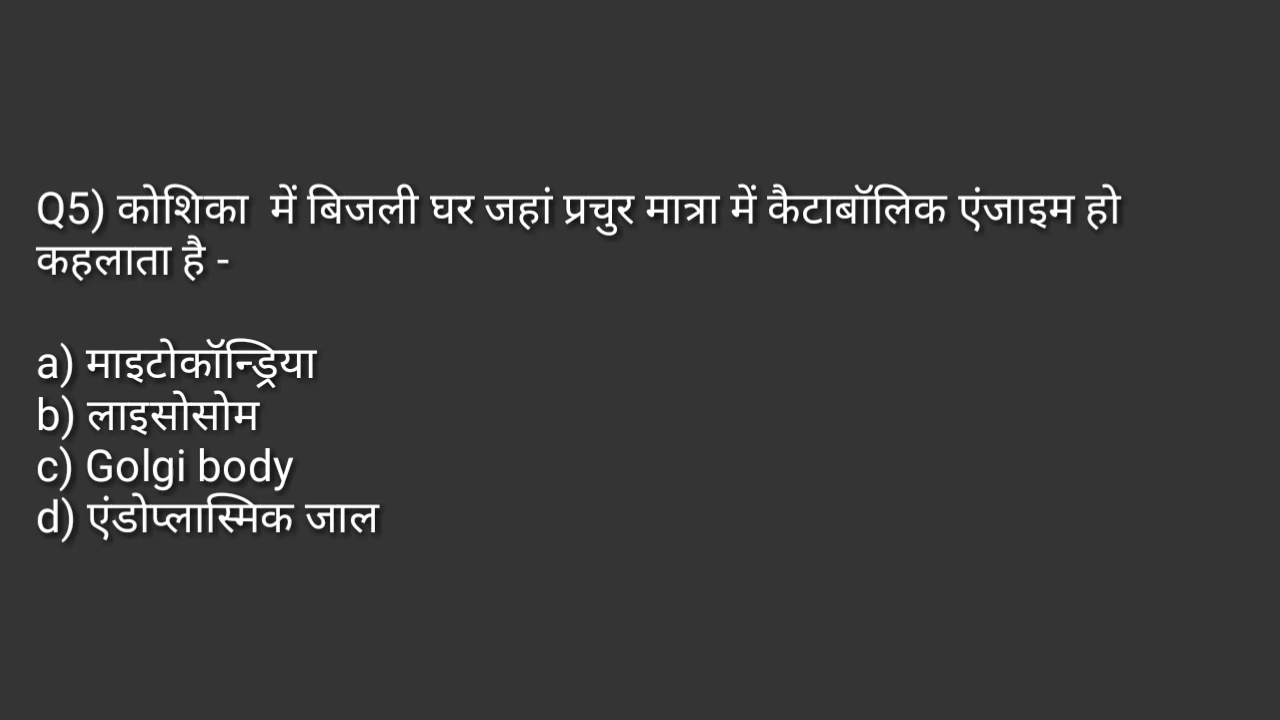 Q5) कोशिका  में बिजली घर जहां प्रचुर मात्रा में कैटाबॉलिक एंजाइम हो
कहलाता है -
a) माइटोकॉन्ड्रिया
b) लाइसोसोम
c) Golgi body
d) एंडोप्लास्मिक जाल